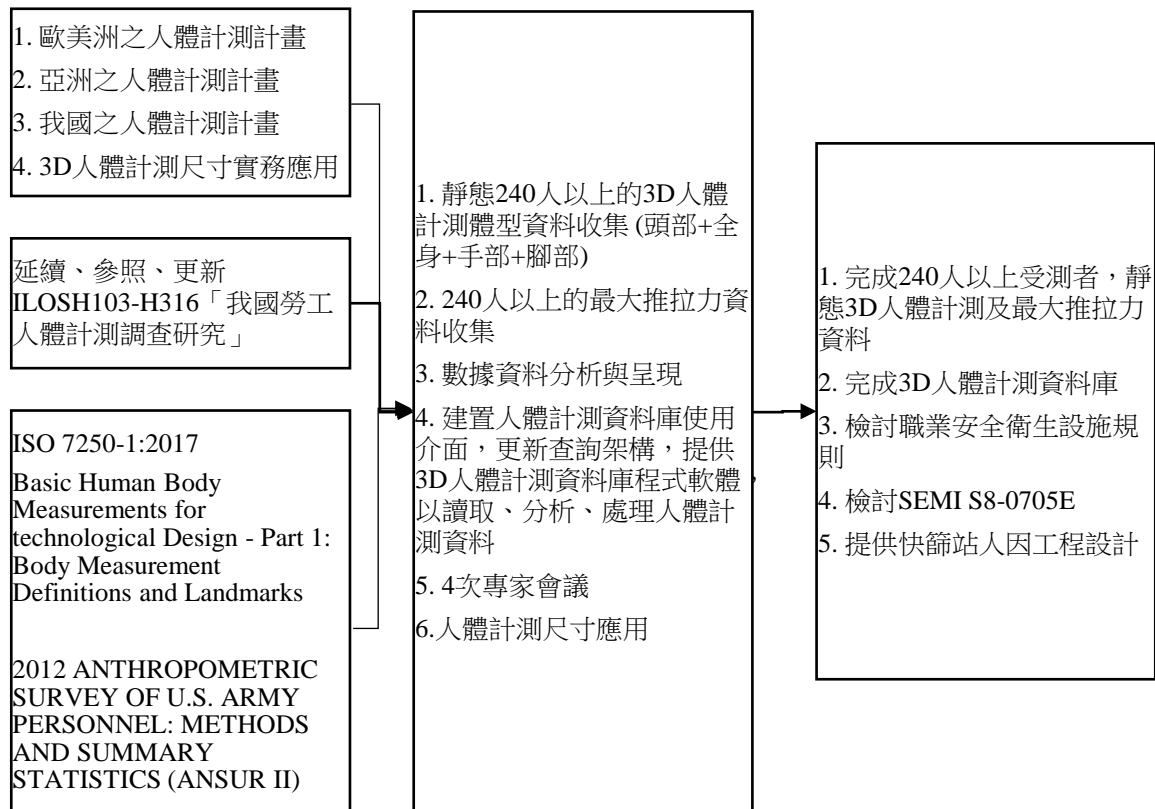 1. 歐美洲之人體計測計畫
2. 亞洲之人體計測計畫
3. 我國之人體計測計畫
4. 3D人體計測尺寸實務應用
延續、參照、更新
ILOSH103-H316「我國勞工
人體計測調查研究」
ISO 7250-1:2017
Basic Human Body
Measurements for
technological Design - Part 1:
Body Measurement
Definitions and Landmarks
2012 ANTHROPOMETRIC
SURVEY OF U.S. ARMY
PERSONNEL: METHODS
AND SUMMARY
STATISTICS (ANSUR II)
1. 靜態240人以上的3D人體
計測體型資料收集 (頭部+全
身+手部+腳部)
2. 240人以上的最大推拉力資
料收集
3. 數據資料分析與呈現
4. 建置人體計測資料庫使用
介面，更新查詢架構，提供
3D人體計測資料庫程式軟體，
以讀取、分析、處理人體計
測資料
5. 4次專家會議
6.人體計測尺寸應用
1. 完成240人以上受測者，靜
態3D人體計測及最大推拉力
資料
2. 完成3D人體計測資料庫
3. 檢討職業安全衛生設施規
則
4. 檢討SEMI S8-0705E
5. 提供快篩站人因工程設計